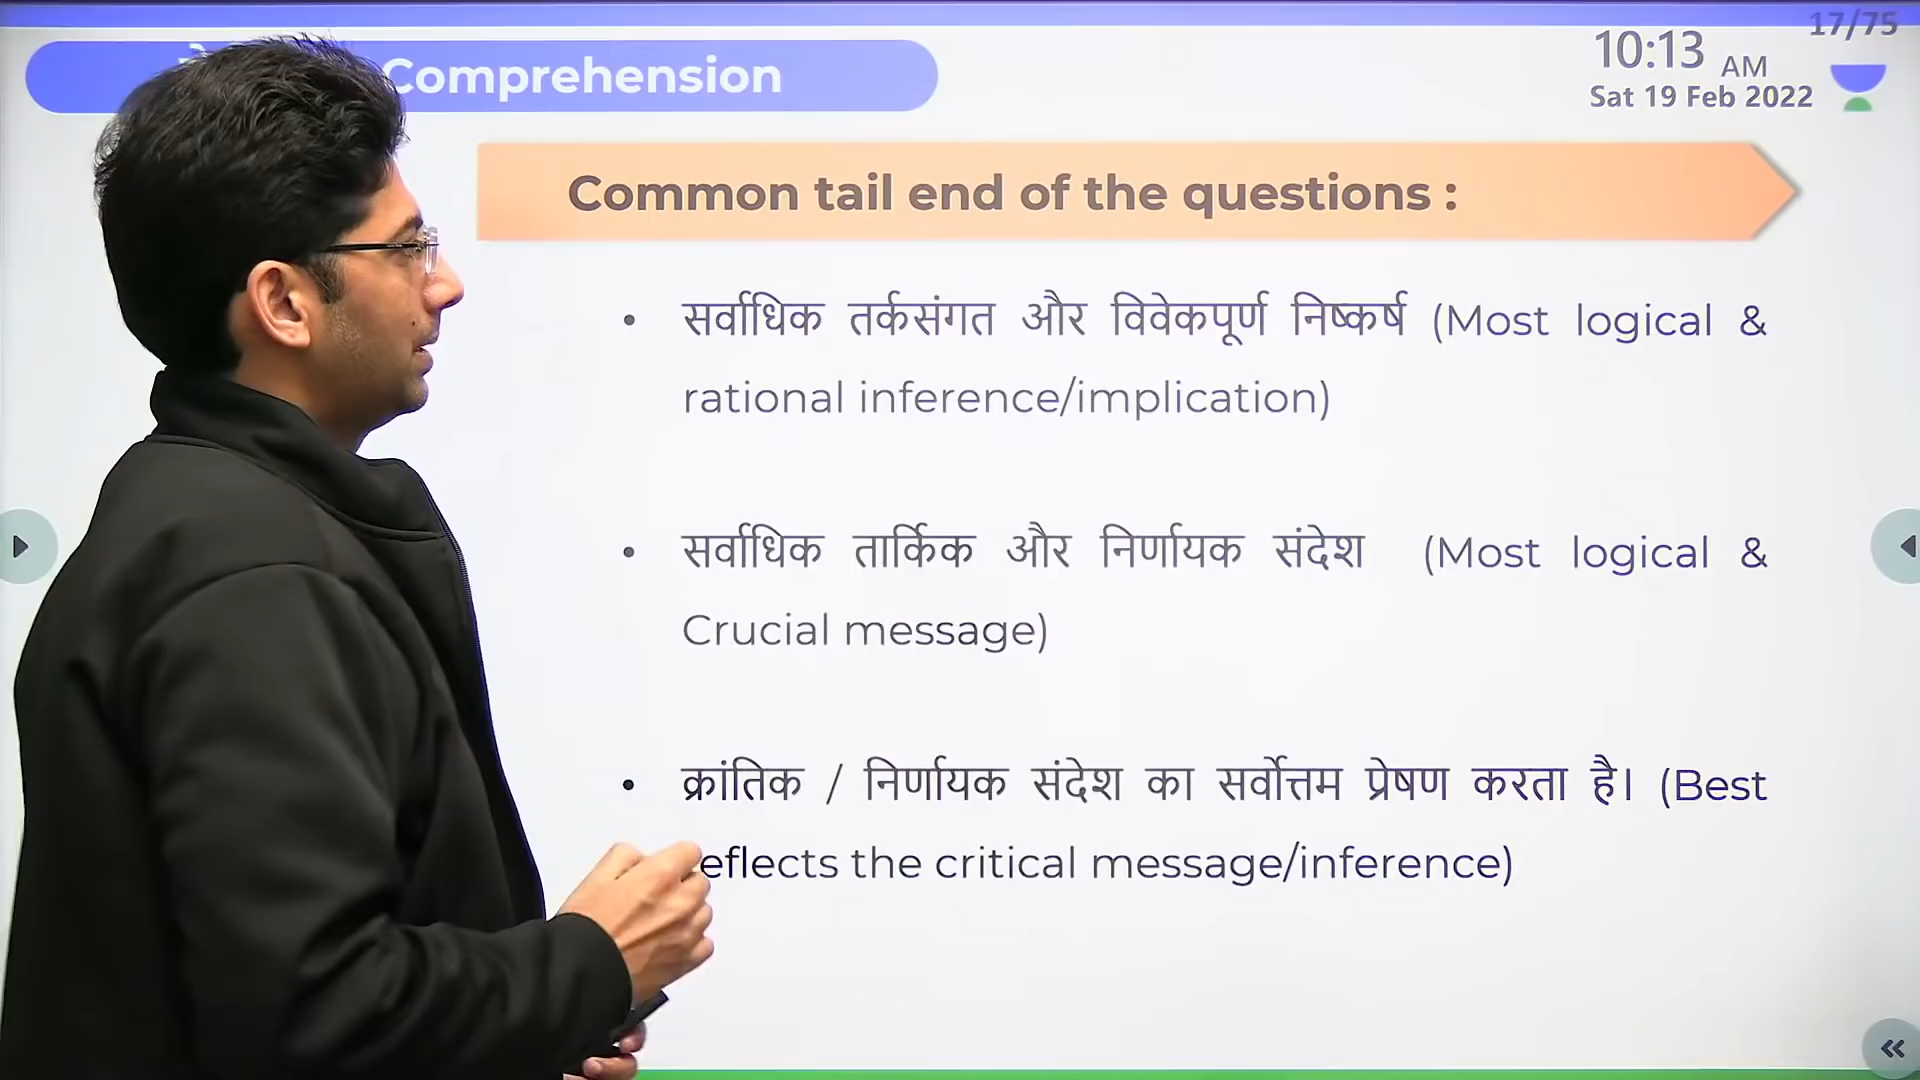 17/75
10:13 AM
Sat 19 Feb 2022
Comprehension
Common tail end of the questions :
• सर्वाधिक तर्कसंगत और विवेकपूर्ण निष्कर्ष (Most logical &
rational inference/implication)
• सर्वाधिक तार्किक और निर्णायक संदेश (Most logical &
Crucial message)
• क्रांतिक / निर्णायक संदेश का सर्वोत्तम प्रेषण करता है। (Best
eflects the critical message/inference)